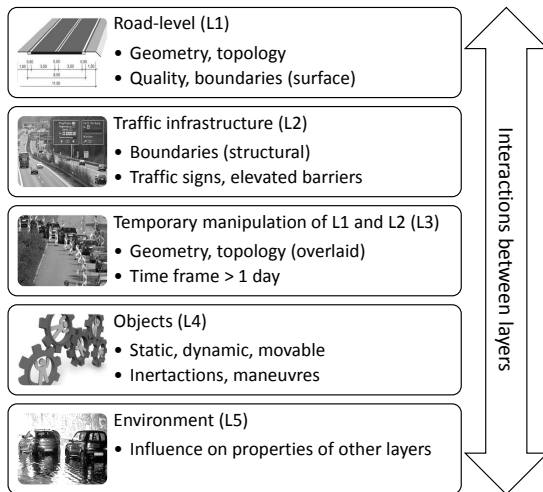 Road-level (L1)
• Geometry, topology
• Quality, boundaries (surface)
Traffic infrastructure (L2)
• Boundaries (structural)
• Traffic signs, elevated barriers
Temporary manipulation of L1 and L2 (L3)
• Geometry, topology (overlaid)
• Time frame > 1 day
Objects (L4)
• Static, dynamic, movable
• Inertactions, maneuvres
Environment (L5)
• Influence on properties of other layers
Interactions between layers